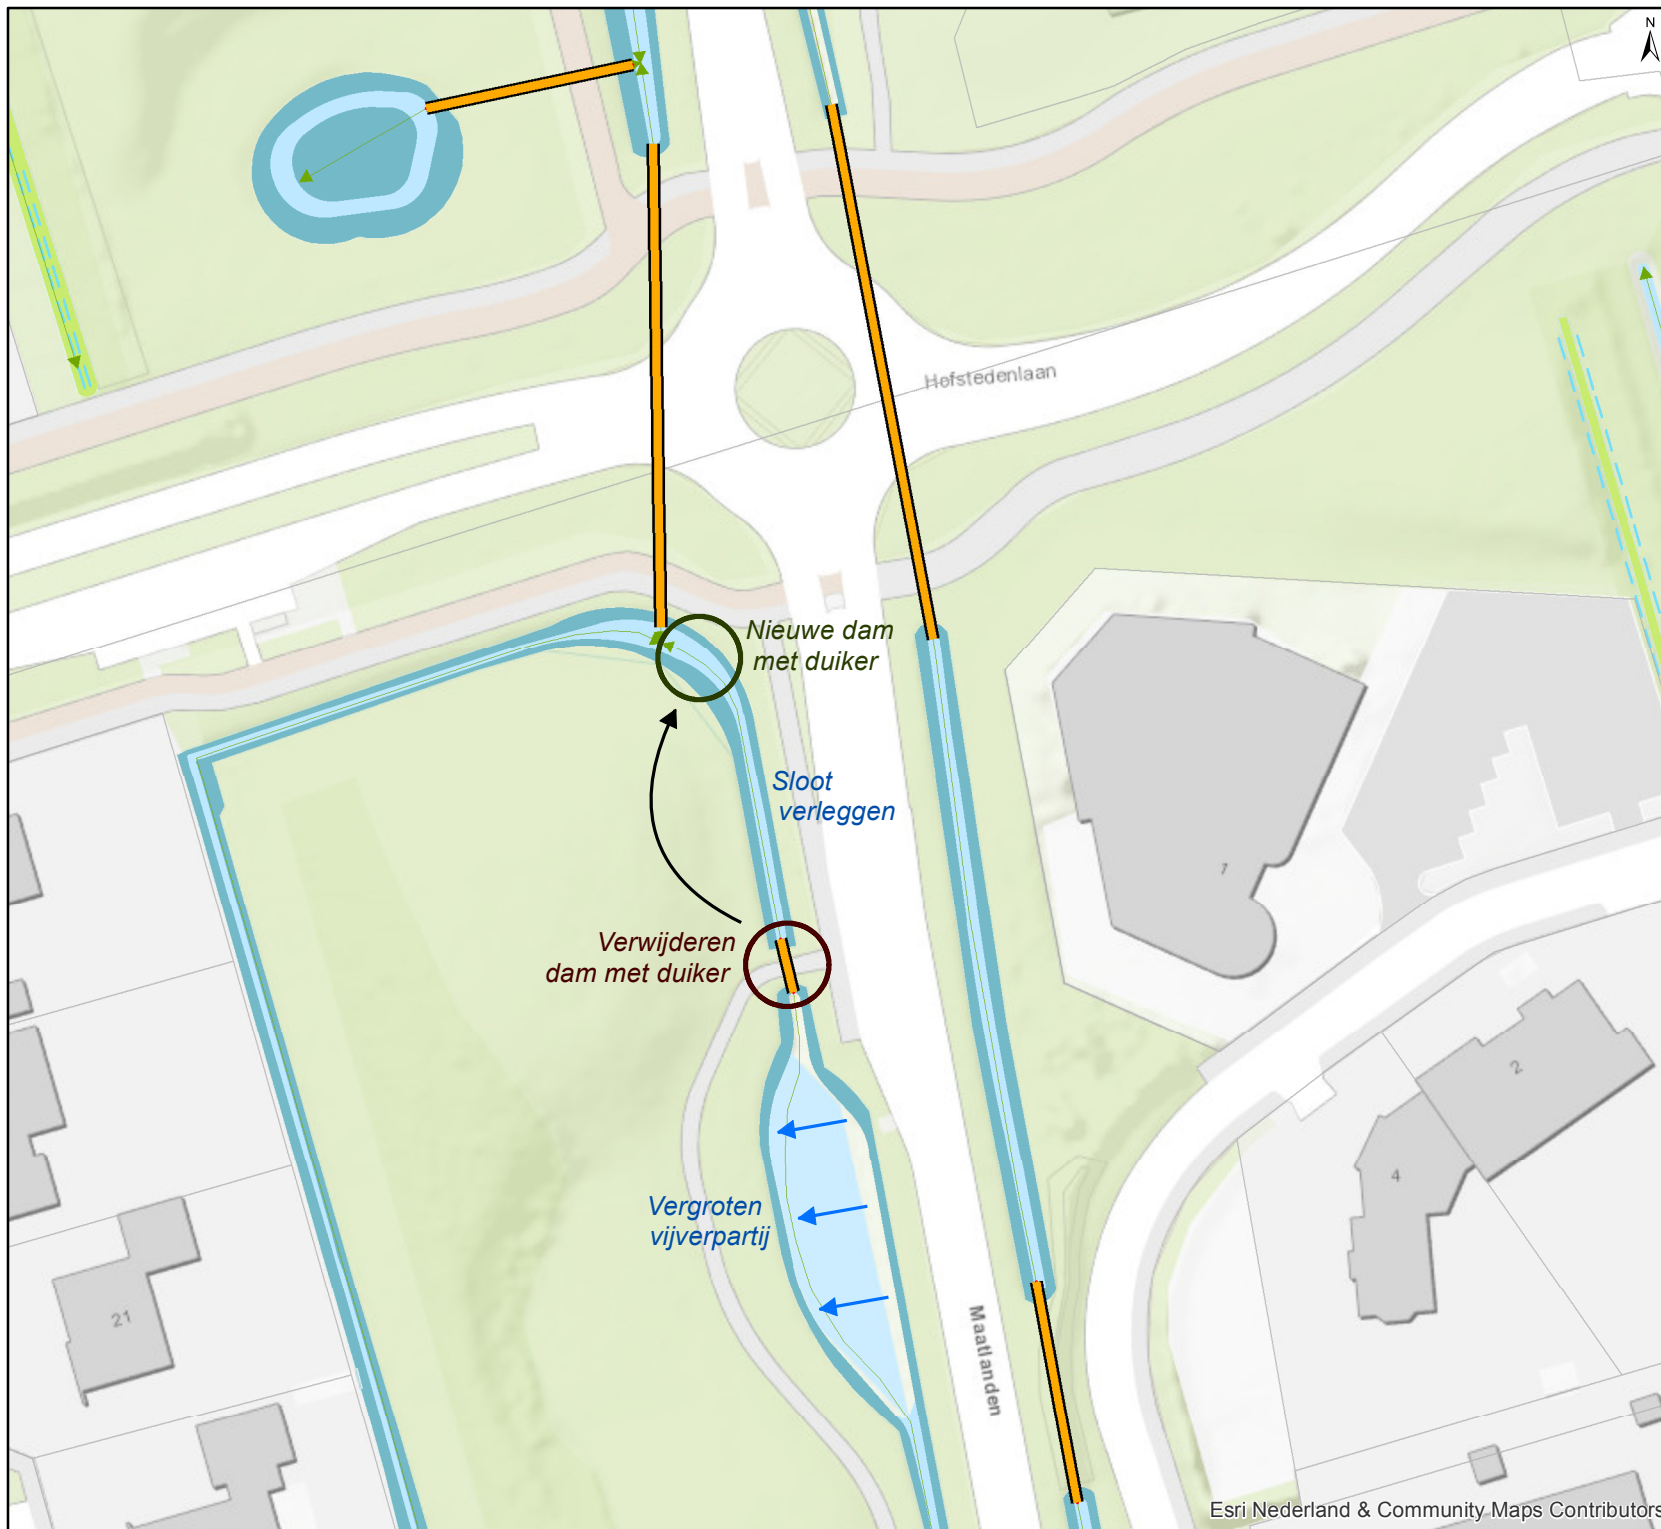 N
Hofstedenlaan
Nieuwe dam
met duiker
Sloot
verleggen
1
Verwijderen
dam met duiker
2
4
Vergroten
vijverpartij
21
Maatlanden
Esri Nederland & Community Maps Contributors